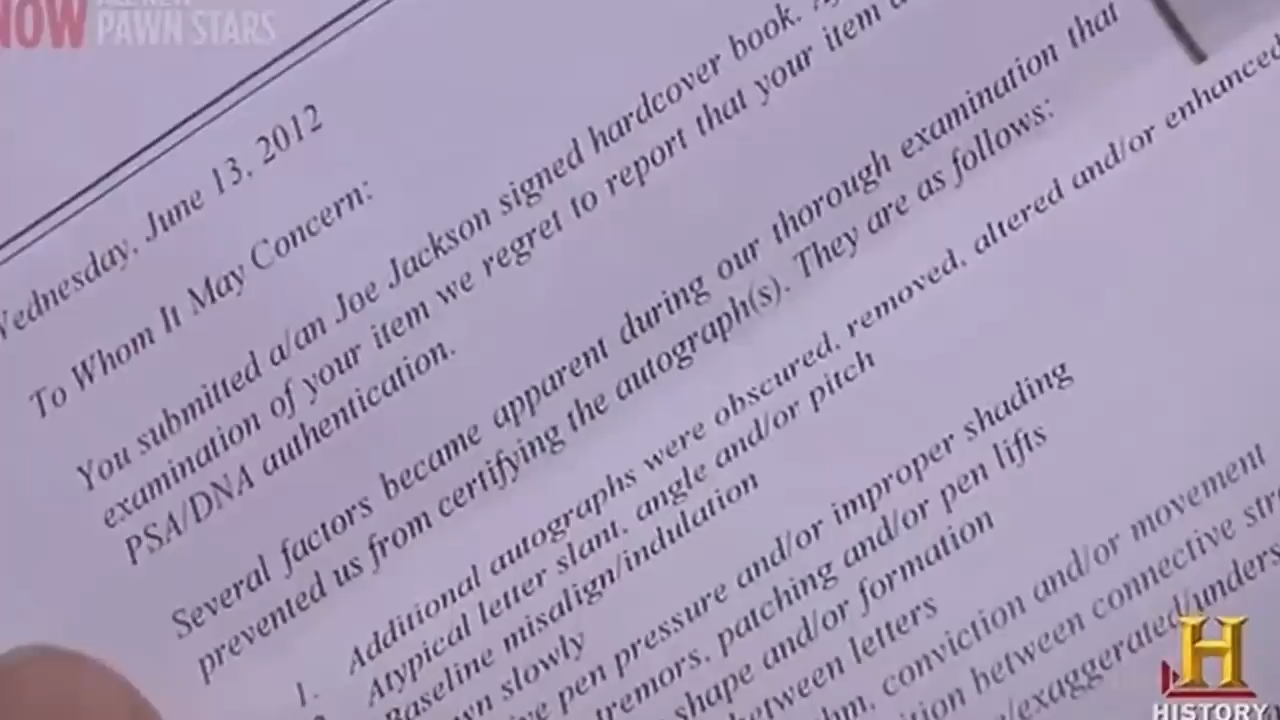 NOW
PAWN STARS
Wednesday, June 13, 2012
To Whom It May Concern:
You submitted a/an Joe Jackson signed hardcover book.
examination of your item we regret to report that your item
PSA/DNA authentication.
Several factors became apparent during our thorough examination that
prevented us from certifying the autograph(s). They are as follows:
1. Additional autographs were obscured, removed, altered and/or enhanced
Atypical letter slant, angle and/or pitch
Baseline misalign/indulation
slowly
pen pressure and/or improper shading
tremors, patching and/or pen lifts
shape and/or formation
between letters
conviction and/or movement
between connective
/exaggerated/unders
H
HISTORY